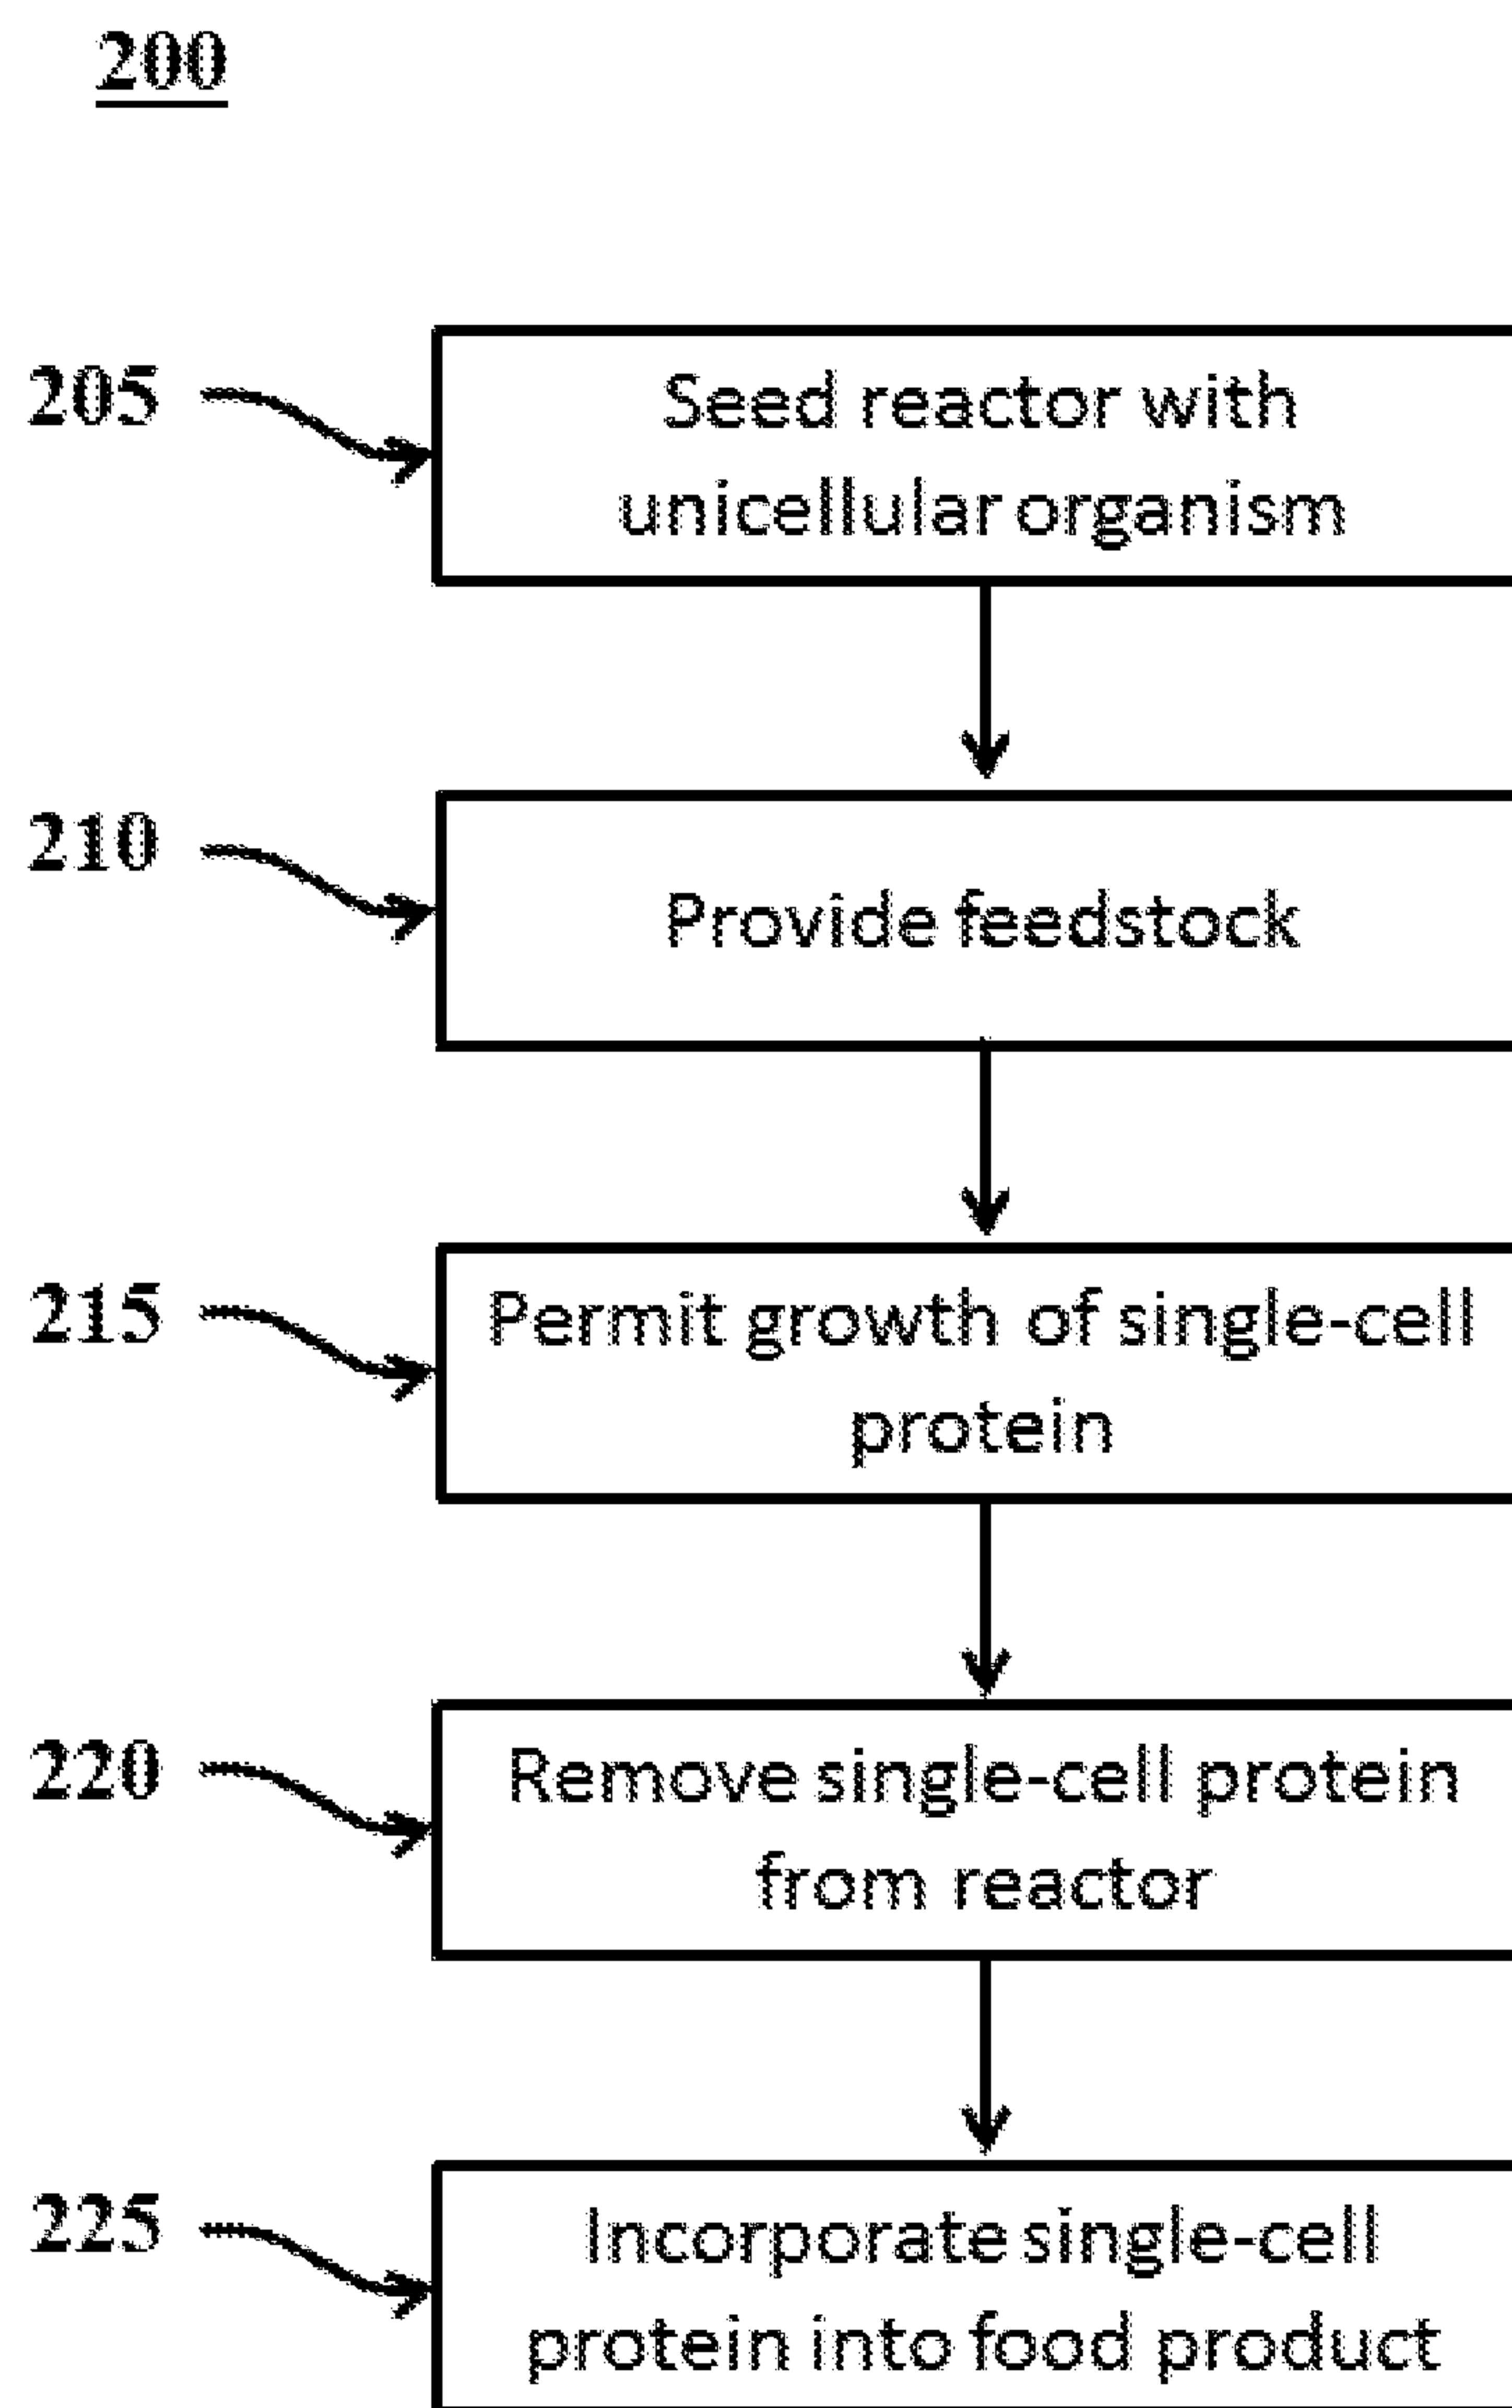 200
205
Seed reactor with
unicellular organism
210
Provide feedstock
215
Permit growth of single-cell
protein
220
Remove single-cell protein
from reactor
225
Incorporate single-cell
protein into food product